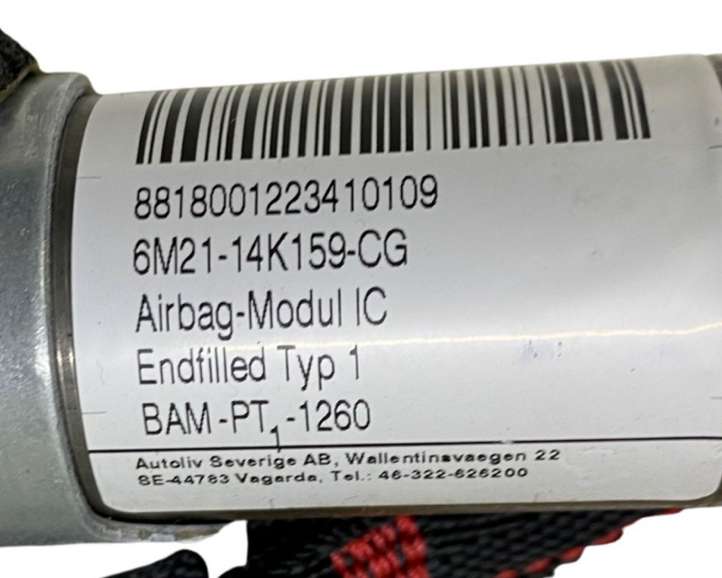 8818001223410109
6M21-14K159-CG
Airbag-Modul IC
Endfilled Typ 1
BAM-PT1-1260
Autoliv Severige AB, Wallentinsvaegen 22
SE-44783 Vagarda, Tel.: 46-322-626200